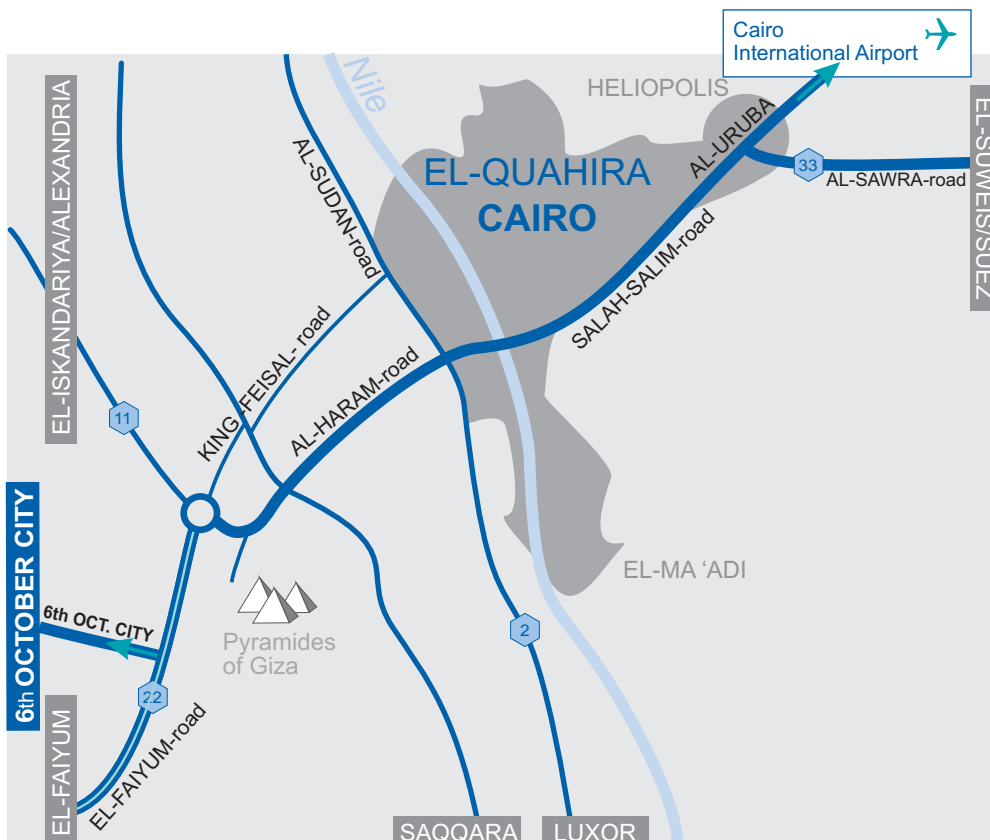 Cairo
International Airport
Nile
HELIOPOLIS
EL-ISKANDARIYA/ALEXANDRIA
AL-SUDAN-road
EL-QUAHIRA
CAIRO
AL-URUBA
33
AL-SAWRA-road
EL-SUWEIS/SUEZ
SALAH-SALIM-road
KING-FEISAL- road
AL-HARAM-road
11
6th OCTOBER CITY
EL-MA ‘ADI
6th OCT. CITY
Pyramides
of Giza
2
22
EL-FAIYUM
EL-FAIYUM-road
SAQQARA
LUXOR